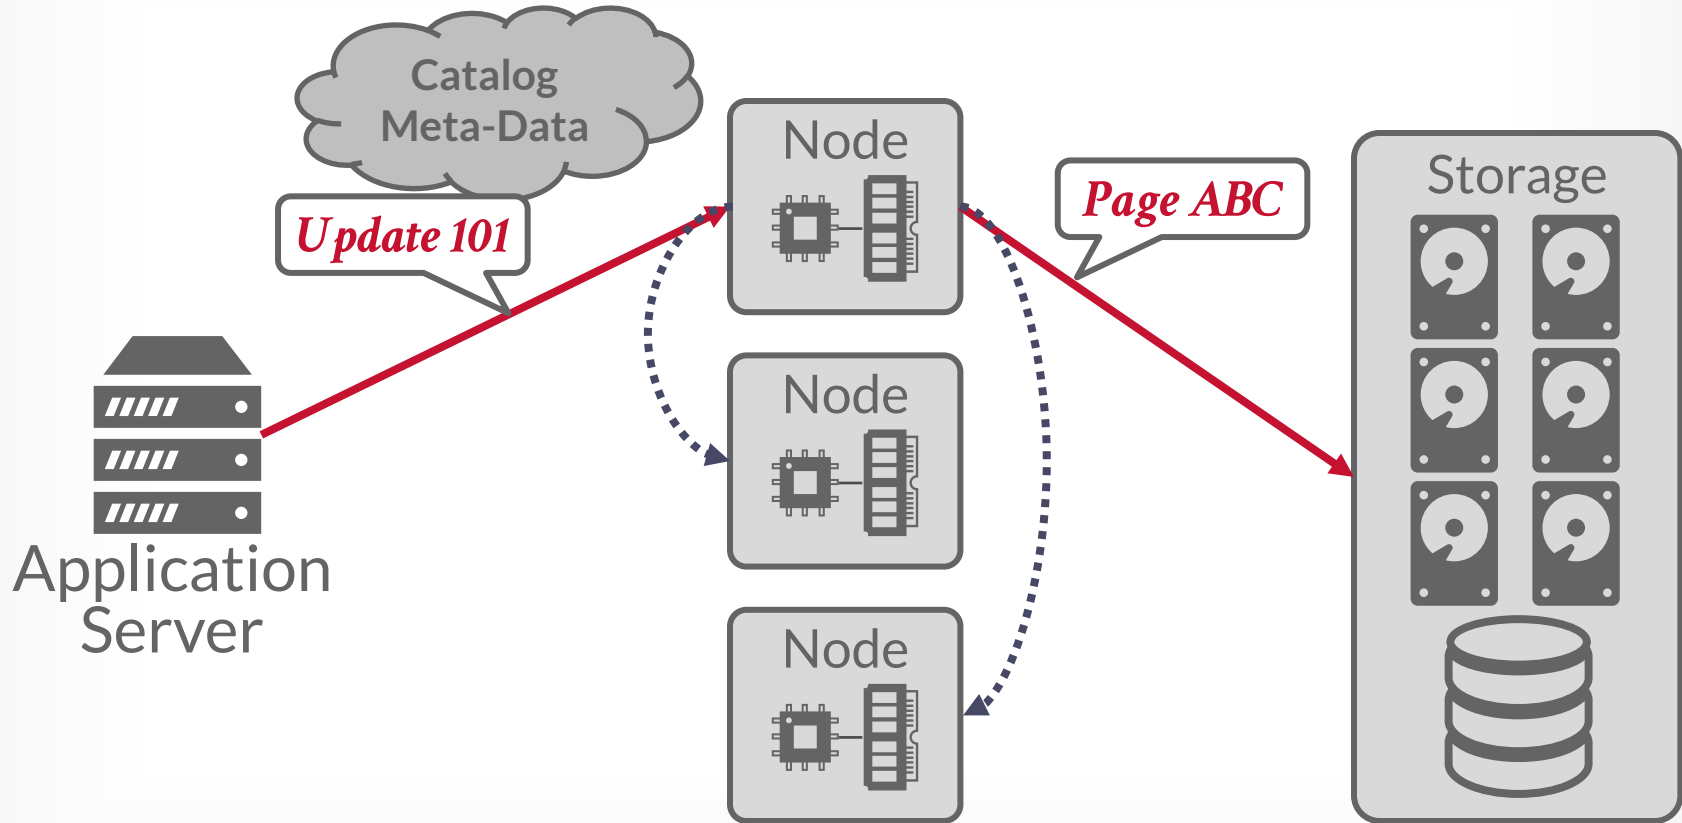 Catalog
Meta-Data
Update 101
Application
Server
Node
Node
Node
Page ABC
Storage